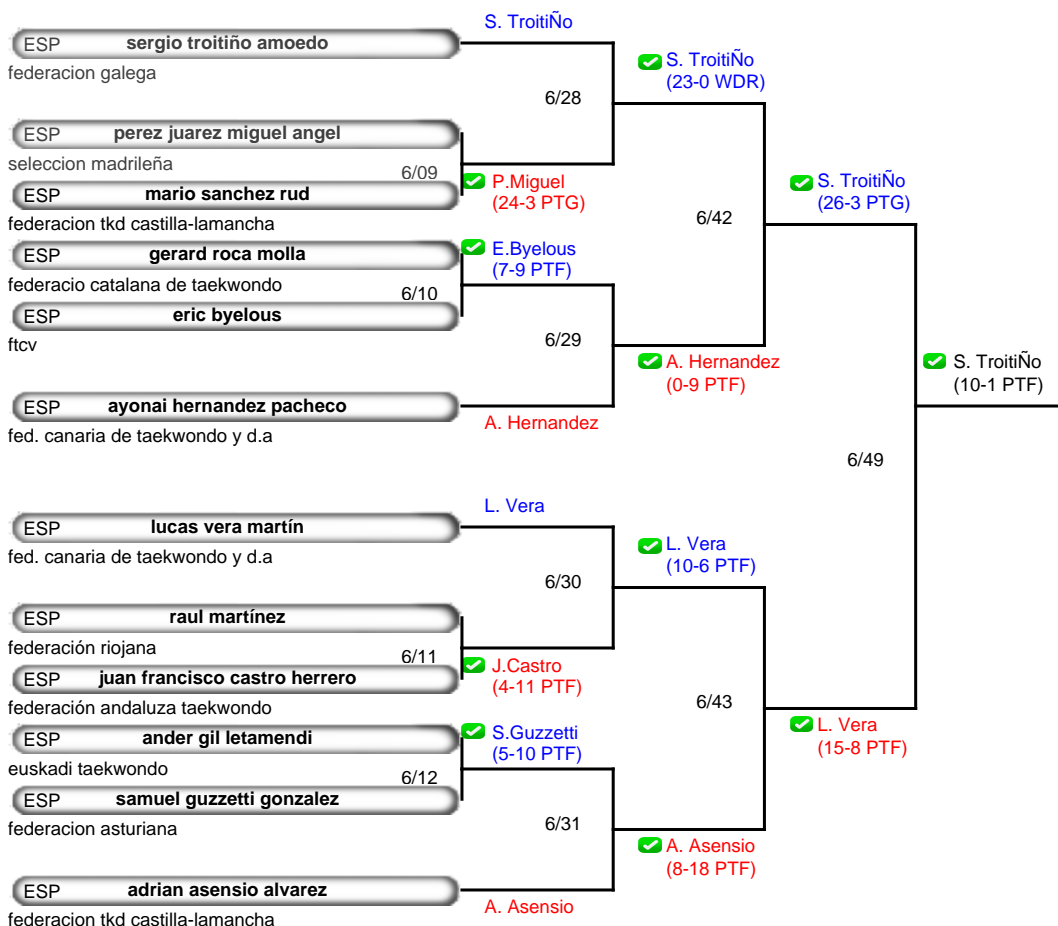 S. TroitiÑo
ESP sergio troitiño amoedo
federacion galega
S. TroitiÑo
(23-0 WDR)
6/28
ESP perez juarez miguel angel
seleccion madrileña
6/09
P.Miguel
(24-3 PTG)
ESP mario sanchez rud
federacion tkd castilla-lamancha
S. TroitiÑo
(26-3 PTG)
6/42
ESP gerard roca molla
federacio catalana de taekwondo
E.Byelous
(7-9 PTF)
6/10
ESP eric byelous
ftcv
6/29
A. Hernandez
(0-9 PTF)
S. TroitiÑo
(10-1 PTF)
ESP ayonai hernandez pacheco
fed. canaria de taekwondo y d.a
A. Hernandez
6/49
L. Vera
ESP lucas vera martín
fed. canaria de taekwondo y d.a
L. Vera
(10-6 PTF)
6/30
ESP raul martínez
federación riojana
6/11
J.Castro
(4-11 PTF)
ESP juan francisco castro herrero
federación andaluza taekwondo
6/43
L. Vera
(15-8 PTF)
ESP ander gil letamendi
euskadi taekwondo
S.Guzzetti
(5-10 PTF)
6/12
ESP samuel guzzetti gonzalez
federacion asturiana
6/31
A. Asensio
(8-18 PTF)
ESP adrian asensio alvarez
federacion tkd castilla-lamancha
A. Asensio